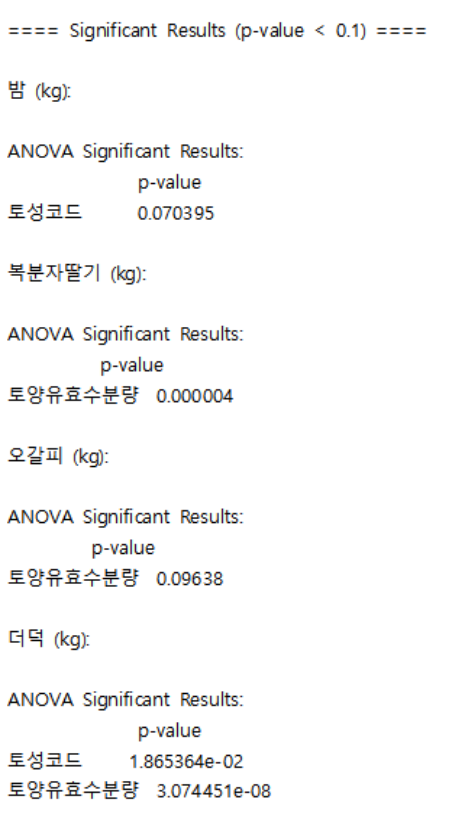 ==== Significant Results (p-value < 0.1) ====
밤 (kg):
ANOVA Significant Results:
p-value
토성코드 0.070395
복분자딸기 (kg):
ANOVA Significant Results:
p-value
토양유효수분량 0.000004
오갈피 (kg):
ANOVA Significant Results:
p-value
토양유효수분량 0.09638
더덕 (kg):
ANOVA Significant Results:
p-value
토성코드 1.865364e-02
토양유효수분량 3.074451e-08